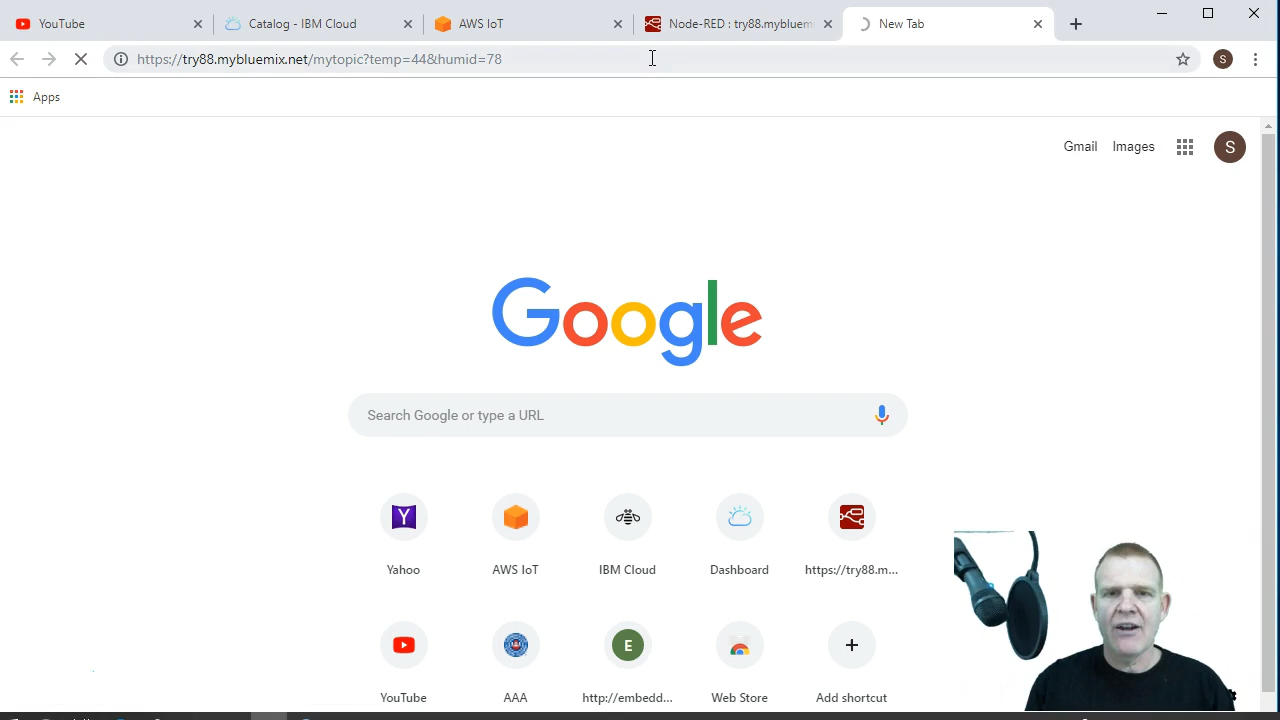 YouTube
Catalog - IBM Cloud
AWS IoT
Node-RED : try88.mybluem
New Tab
https://try88.mybluemix.net/mytopic?temp=44&humid=78
S
Apps
Gmail
Images
S
Google
Search Google or type a URL
Y
Yahoo
AWS IoT
IBM Cloud
Dashboard
https://try88.m...
E
YouTube
AAA
http://embedd...
Web Store
Add shortcut